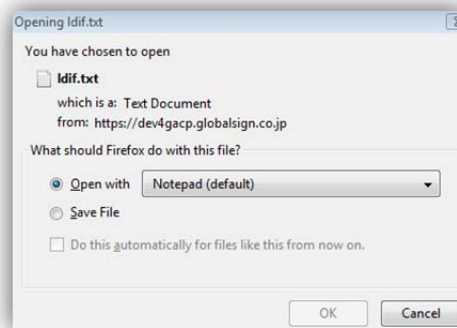 Opening ldif.txt
You have chosen to open
ldif.txt
which is a: Text Document
from: https://dev4gacp.globalsign.co.jp
What should Firefox do with this file?
Open with Notepad (default)
Save File
Do this automatically for files like this from now on.
OK Cancel